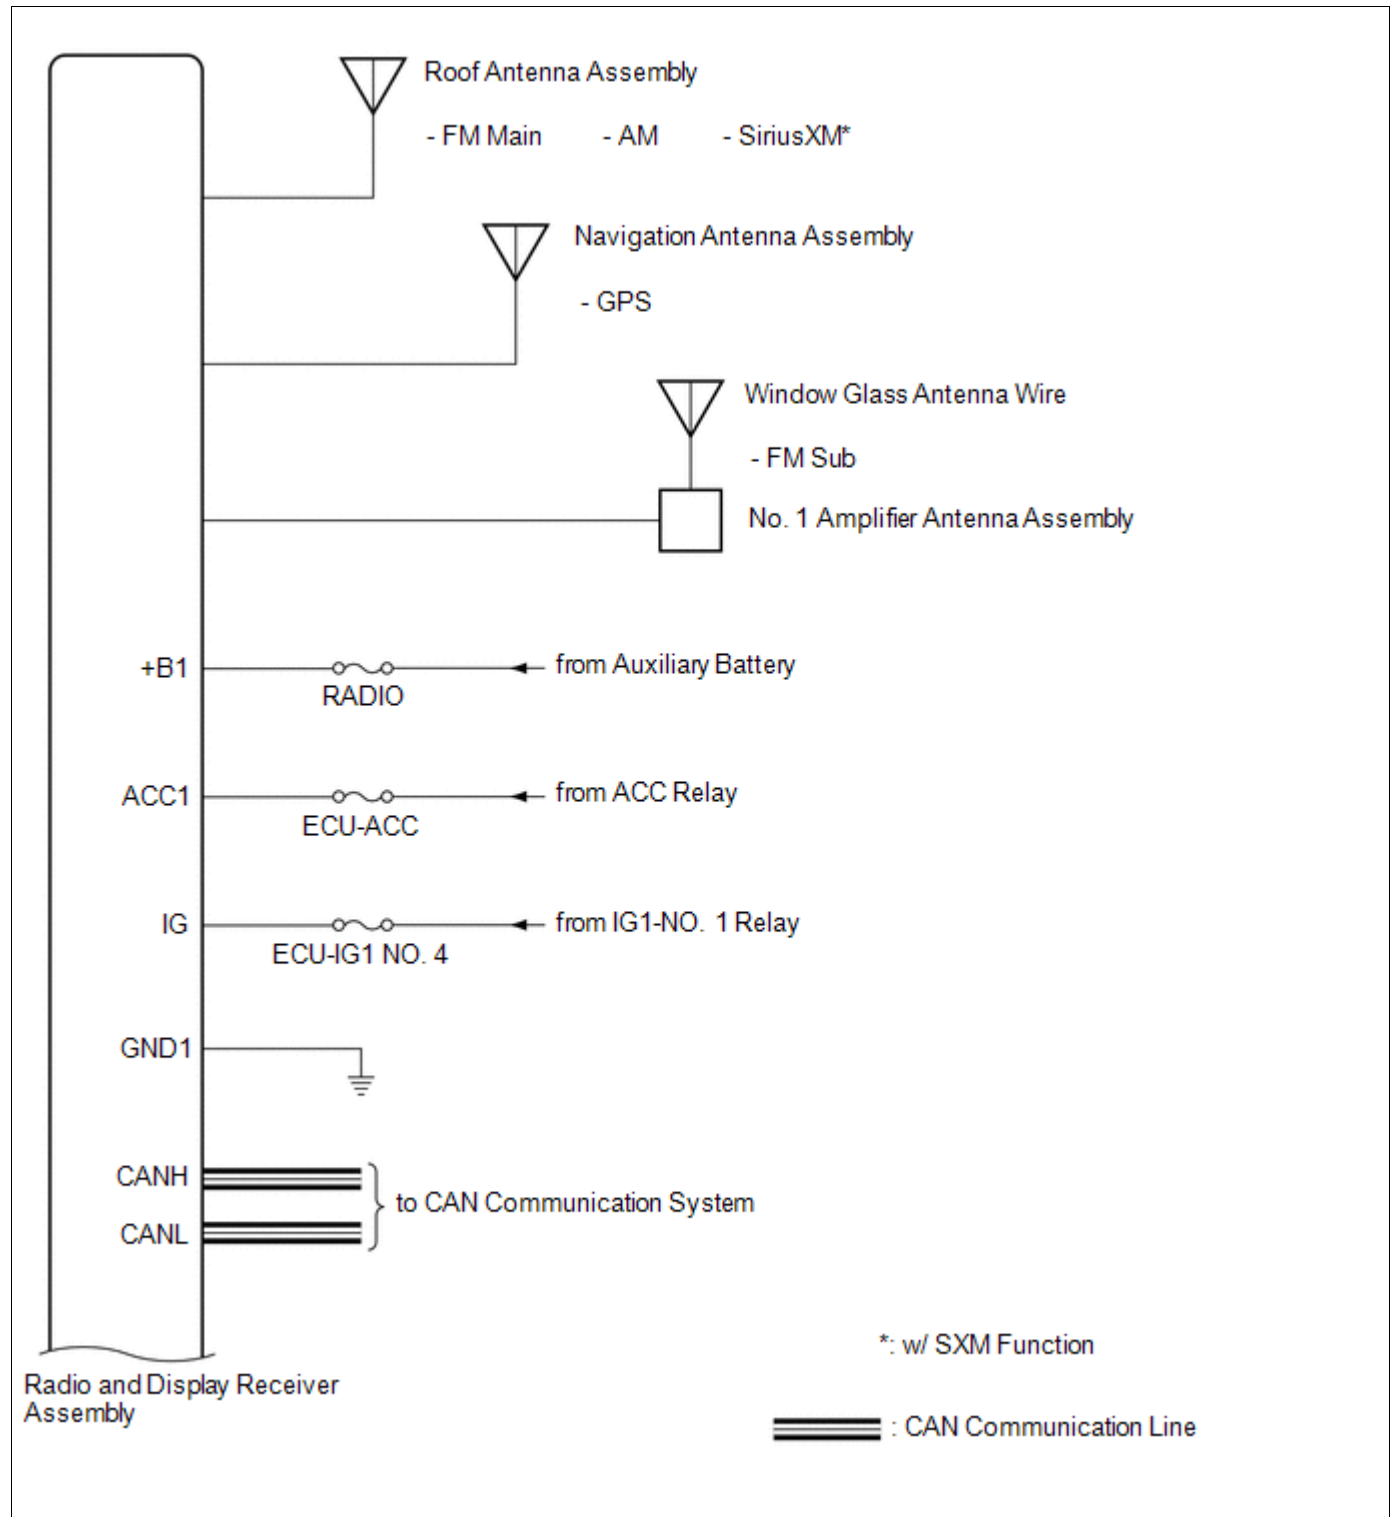 Roof Antenna Assembly
- FM Main - AM - SiriusXM*
Navigation Antenna Assembly
- GPS
Window Glass Antenna Wire
- FM Sub
No. 1 Amplifier Antenna Assembly
+B1
RADIO
from Auxiliary Battery
ACC1
ECU-ACC
from ACC Relay
IG
ECU-IG1 NO. 4
from IG1-NO. 1 Relay
GND1
CANH
CANL
to CAN Communication System
*: w/ SXM Function
Radio and Display Receiver
Assembly
: CAN Communication Line